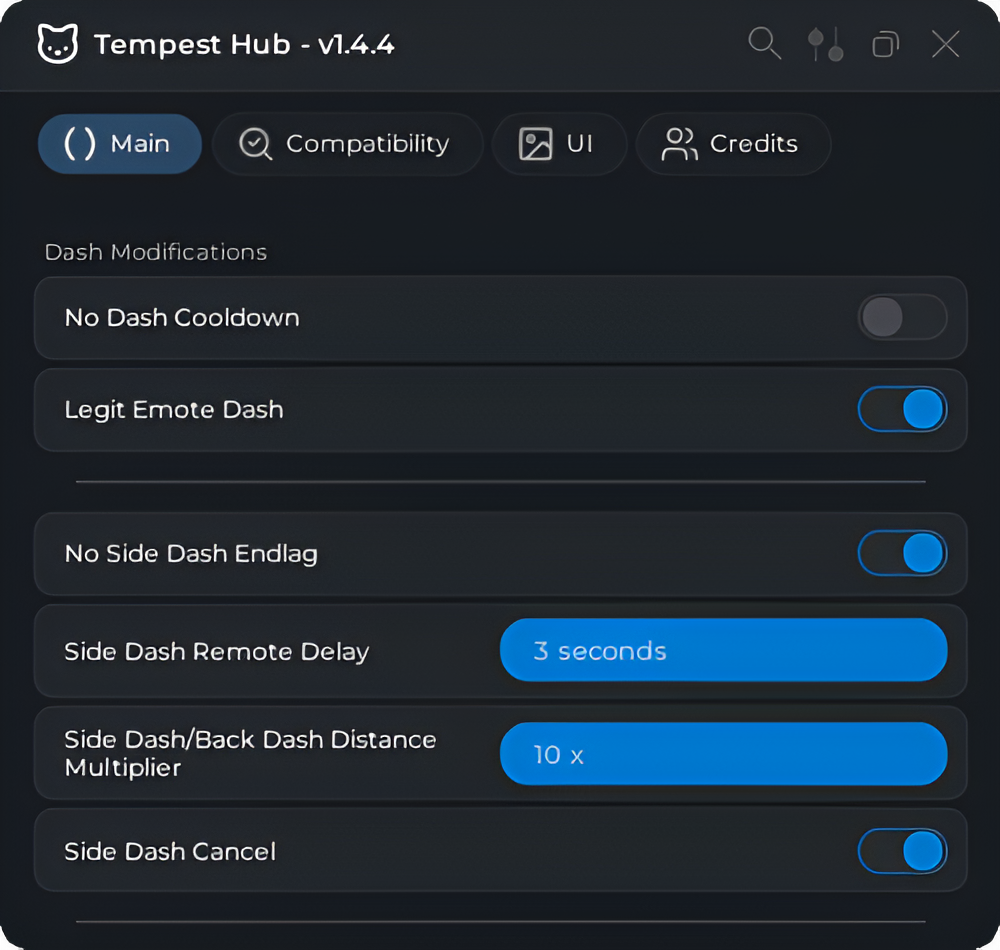 Tempest Hub - v1.4.4
Main
Compatibility
UI
Credits
Dash Modifications
No Dash Cooldown
Legit Emote Dash
No Side Dash Endlag
Side Dash Remote Delay
3 seconds
Side Dash/Back Dash Distance
Multiplier
10 x
Side Dash Cancel